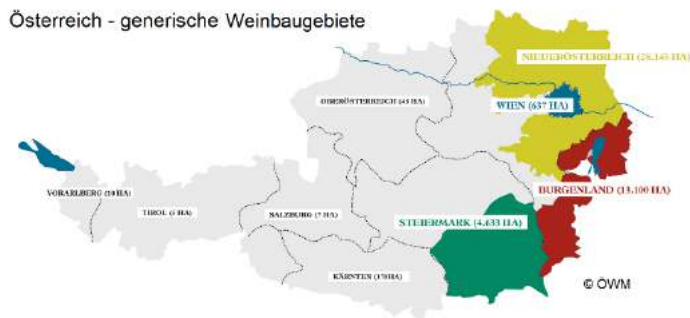 Österreich - generische Weinbaugebiete
NIEDERÖSTERREICH (28.145 HA)
OBERÖSTERREICH (45 HA)
WIEN (637 HA)
VORARLBERG (10 HA)
TIROL (5 HA)
SALZBURG (7 HA)
BURGENLAND (13.100 HA)
STEIERMARK (4.633 HA)
KÄRNTEN (170 HA)
© ÖWM